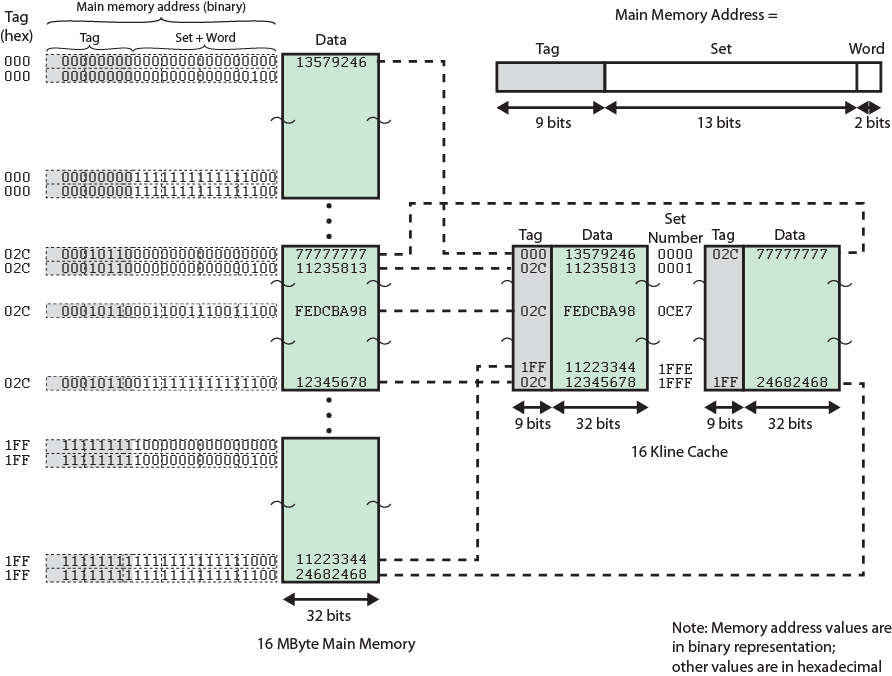 Tag
(hex)
Main memory address (binary)
Tag
Set + Word
Data
000 000000000000000000000000 13579246
000 000000000000000000000100
000 000000000111111111111000
000 000000000111111111111000
02C 000101100000000000000000 77777777
02C 000101100000000000000100 11235813
02C 000101100011001110011100 FEDCBA98
02C 000101100111111111111100 12345678
1FF 111111111000000000000000
1FF 111111111000000000000100
1FF 111111111111111111111000 11223344
1FF 111111111111111111111100 24682468
32 bits
16 MByte Main Memory
Main Memory Address =
Tag
Set
Word
9 bits
13 bits
2 bits
Tag
Data
Set
Number
Tag
Data
000 13579246 0000 02C 77777777
02C 11235813 0001
02C FEDCBA98 0CE7
1FF 11223344 1FFE
02C 12345678 1FFF 1FF 24682468
9 bits
32 bits
9 bits
32 bits
16 Kline Cache
Note: Memory address values are
in binary representation;
other values are in hexadecimal